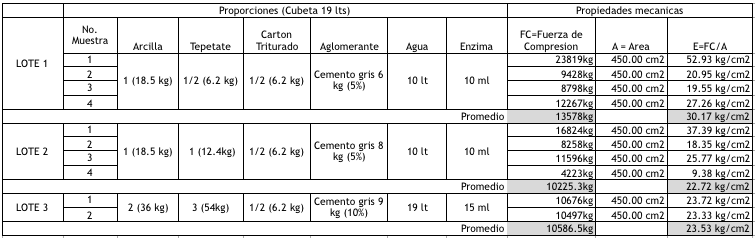 Proporciones (Cubeta 19 lts) Propiedades mecanicas
No. Muestra Arcilla Tepetate Carton Triturado Aglomerante Agua Enzima FC=Fuerza de Compresion A = Area E=FC/A
LOTE 1 1 (18.5 kg) 1/2 (6.2 kg) 1/2 (6.2 kg) Cemento gris 6 kg (5%) 10 lt 10 ml
1 23819kg 450.00 cm2 52.93 kg/cm2
2 9428kg 450.00 cm2 20.95 kg/cm2
3 8798kg 450.00 cm2 19.55 kg/cm2
4 12267kg 450.00 cm2 27.26 kg/cm2
Promedio 13578kg 30.17 kg/cm2
LOTE 2 1 (18.5 kg) 1 (12.4kg) 1/2 (6.2 kg) Cemento gris 8 kg (5%) 10 lt 10 ml
1 16824kg 450.00 cm2 37.39 kg/cm2
2 8258kg 450.00 cm2 18.35 kg/cm2
3 11596kg 450.00 cm2 25.77 kg/cm2
4 4223kg 450.00 cm2 9.38 kg/cm2
Promedio 10225.3kg 22.72 kg/cm2
LOTE 3 2 (36 kg) 3 (54kg) 1/2 (6.2 kg) Cemento gris 9 kg (10%) 19 lt 15 ml
1 10676kg 450.00 cm2 23.72 kg/cm2
2 10497kg 450.00 cm2 23.33 kg/cm2
Promedio 10586.5kg 23.53 kg/cm2